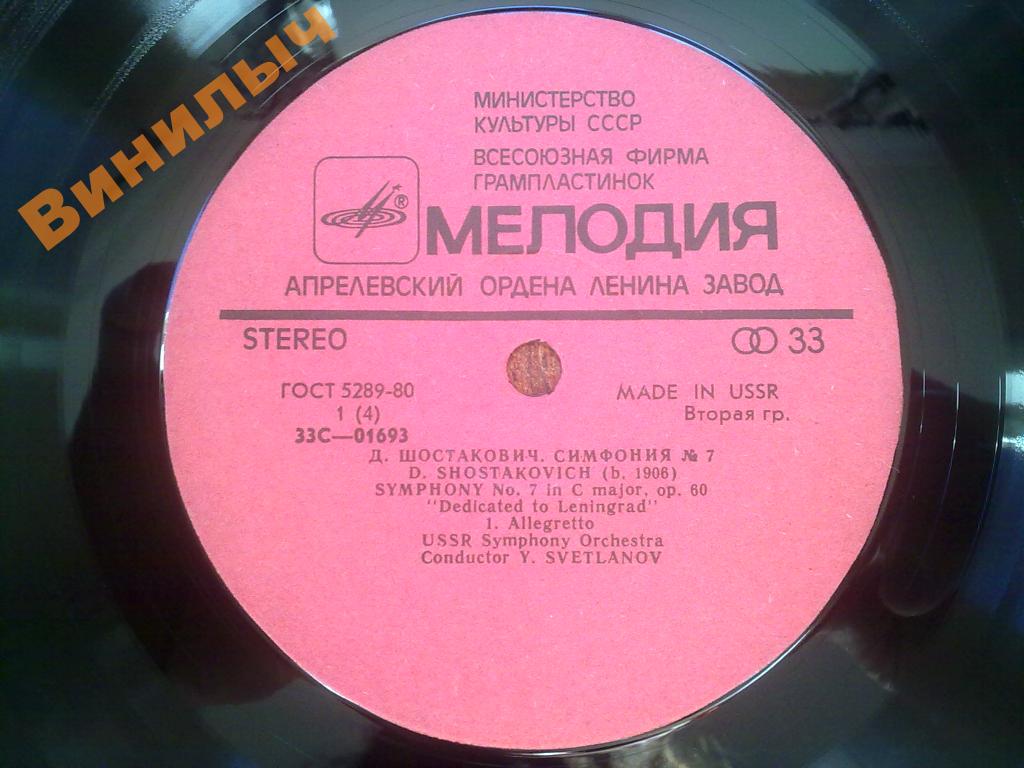 Винилыч
МИНИСТЕРСТВО
КУЛЬТУРЫ СССР
ВСЕСОЮЗНАЯ ФИРМА
ГРАМПЛАСТИНОК
® МЕЛОДИЯ
АПРЕЛЕВСКИЙ ОРДЕНА ЛЕНИНА ЗАВОД
STEREO 33
ГОСТ 5289-80 MADE IN USSR
1 (4) Вторая гр.
33С—01693
Д. ШОСТАКОВИЧ. СИМФОНИЯ № 7
D. SHOSTAKOVICH (b. 1906)
SYMPHONY No. 7 in C major, op. 60
"Dedicated to Leningrad"
1. Allegretto
USSR Symphony Orchestra
Conductor Y. SVETLANOV